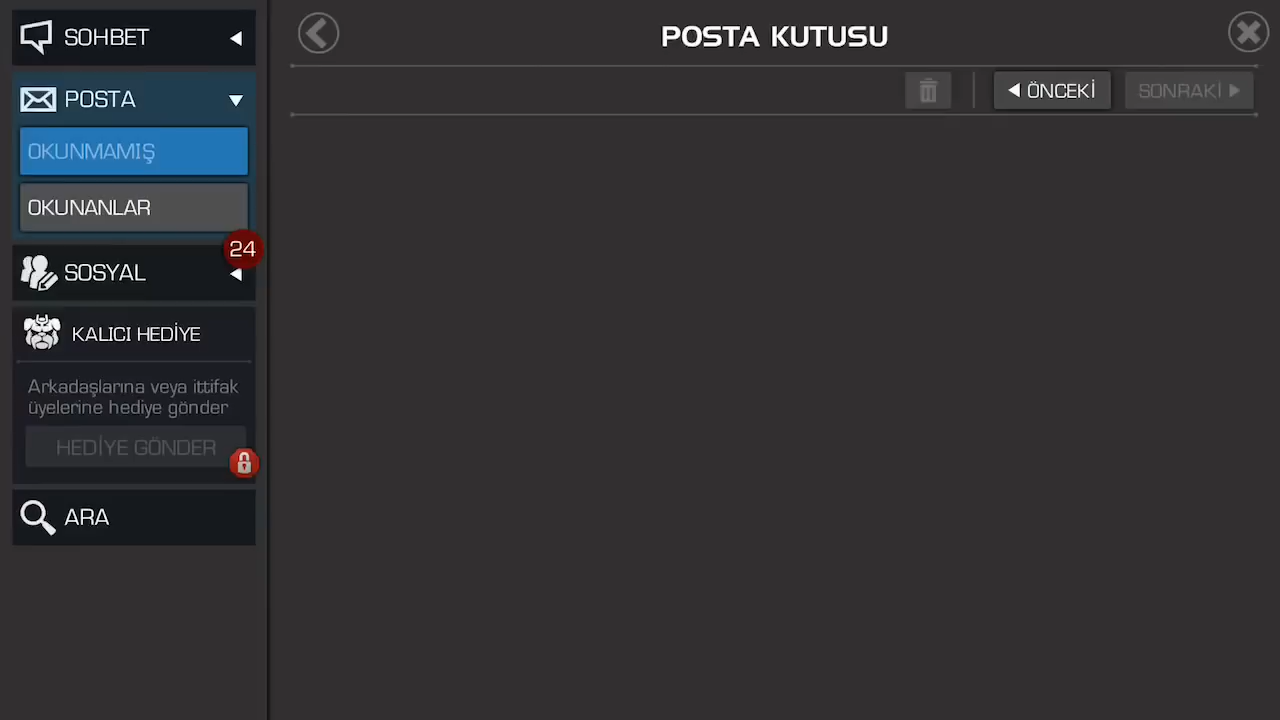 SOHBET
POSTA
OKUNMAMIŞ
OKUNANLAR
24
SOSYAL
KALICI HEDİYE
Arkadaşlarına veya ittifak
üyelerine hediye gönder
HEDİYE GÖNDER
ARA
POSTA KUTUSU
ÖNCEKİ
SONRAKİ